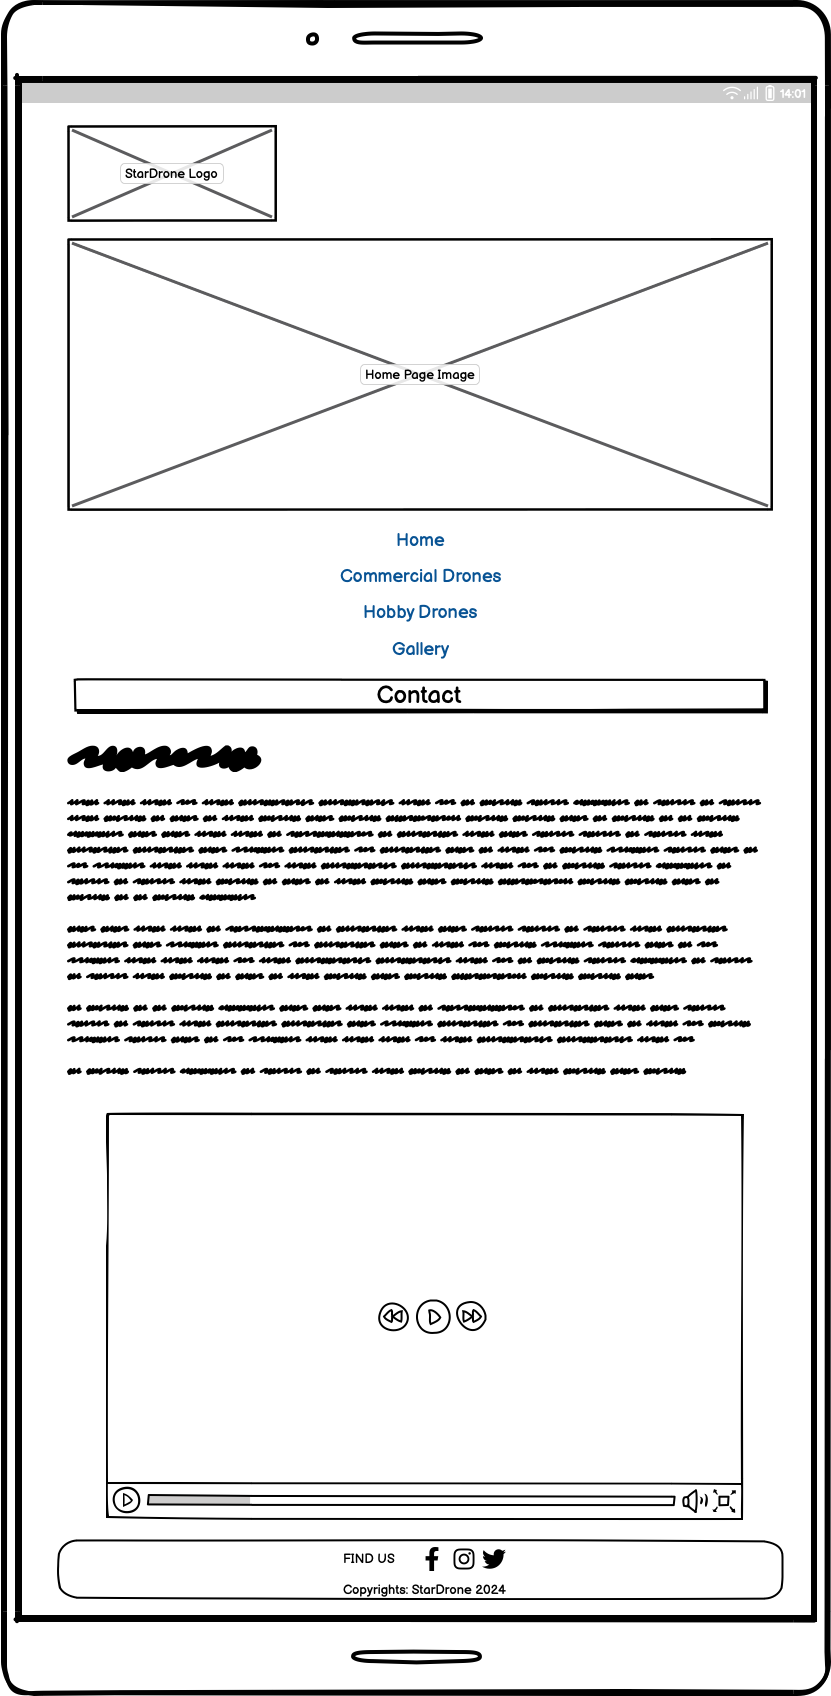 14:01
StarDrone Logo
Home Page Image
Home
Commercial Drones
Hobby Drones
Gallery
Contact
FIND US
Copyrights: StarDrone 2024